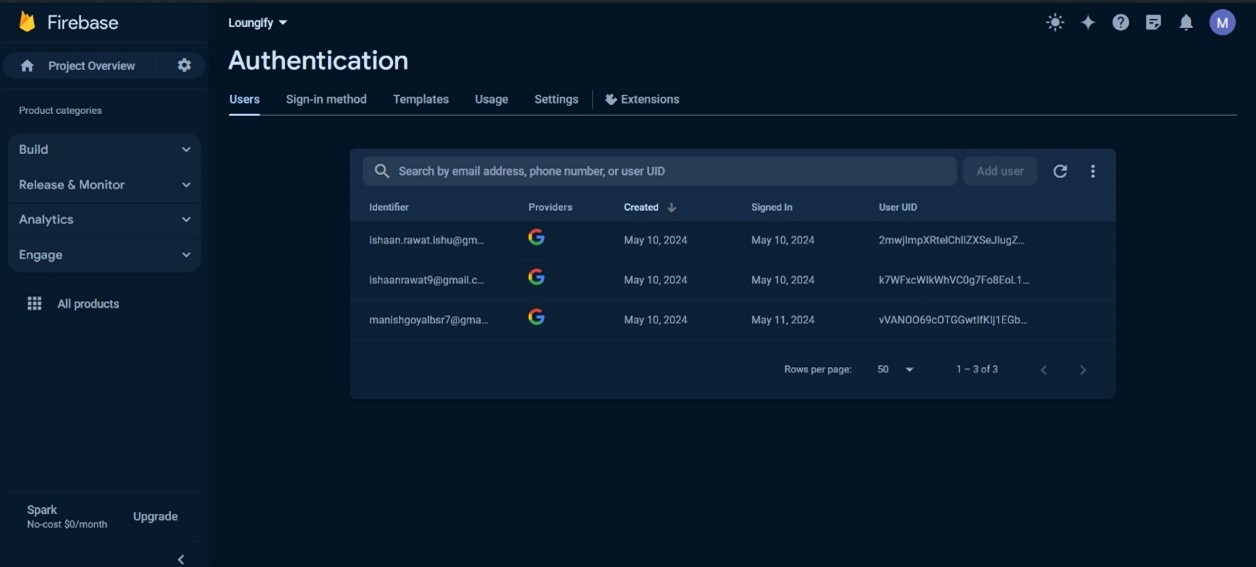 Firebase
Loungify
M
Project Overview
Authentication
Users Sign-in method Templates Usage Settings Extensions
Product categories
Build
Release & Monitor
Analytics
Engage
All products
Search by email address, phone number, or user UID Add user
Identifier Providers Created Signed In User UID
ishaan.rawat.ishu@gm... May 10, 2024 May 10, 2024
ishaanrawat9@gmail.c... May 10, 2024 May 10, 2024
manishgoyalbsr7@gma... May 10, 2024 May 11, 2024
Rows per page: 50 1 – 3 of 3
Spark
No-cost $0/month
Upgrade